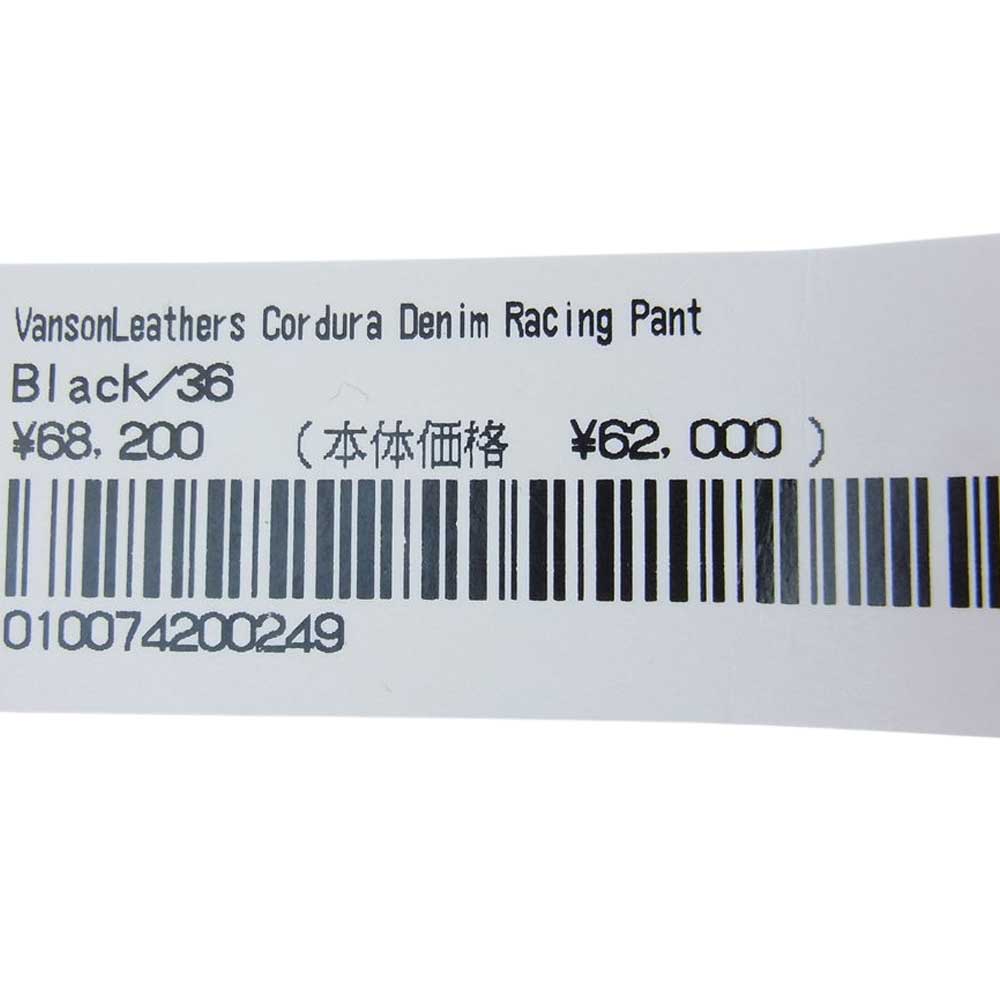 VansonLeathers Cordura Denim Racing Pant
Black/36
¥68,200 (本体価格 ¥62,000)
010074200249